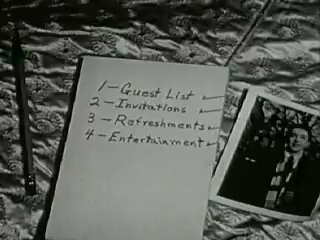 1 - Guest List ✓
2 - Invitations ✓
3 - Refreshments ✓
4 - Entertainment ✓